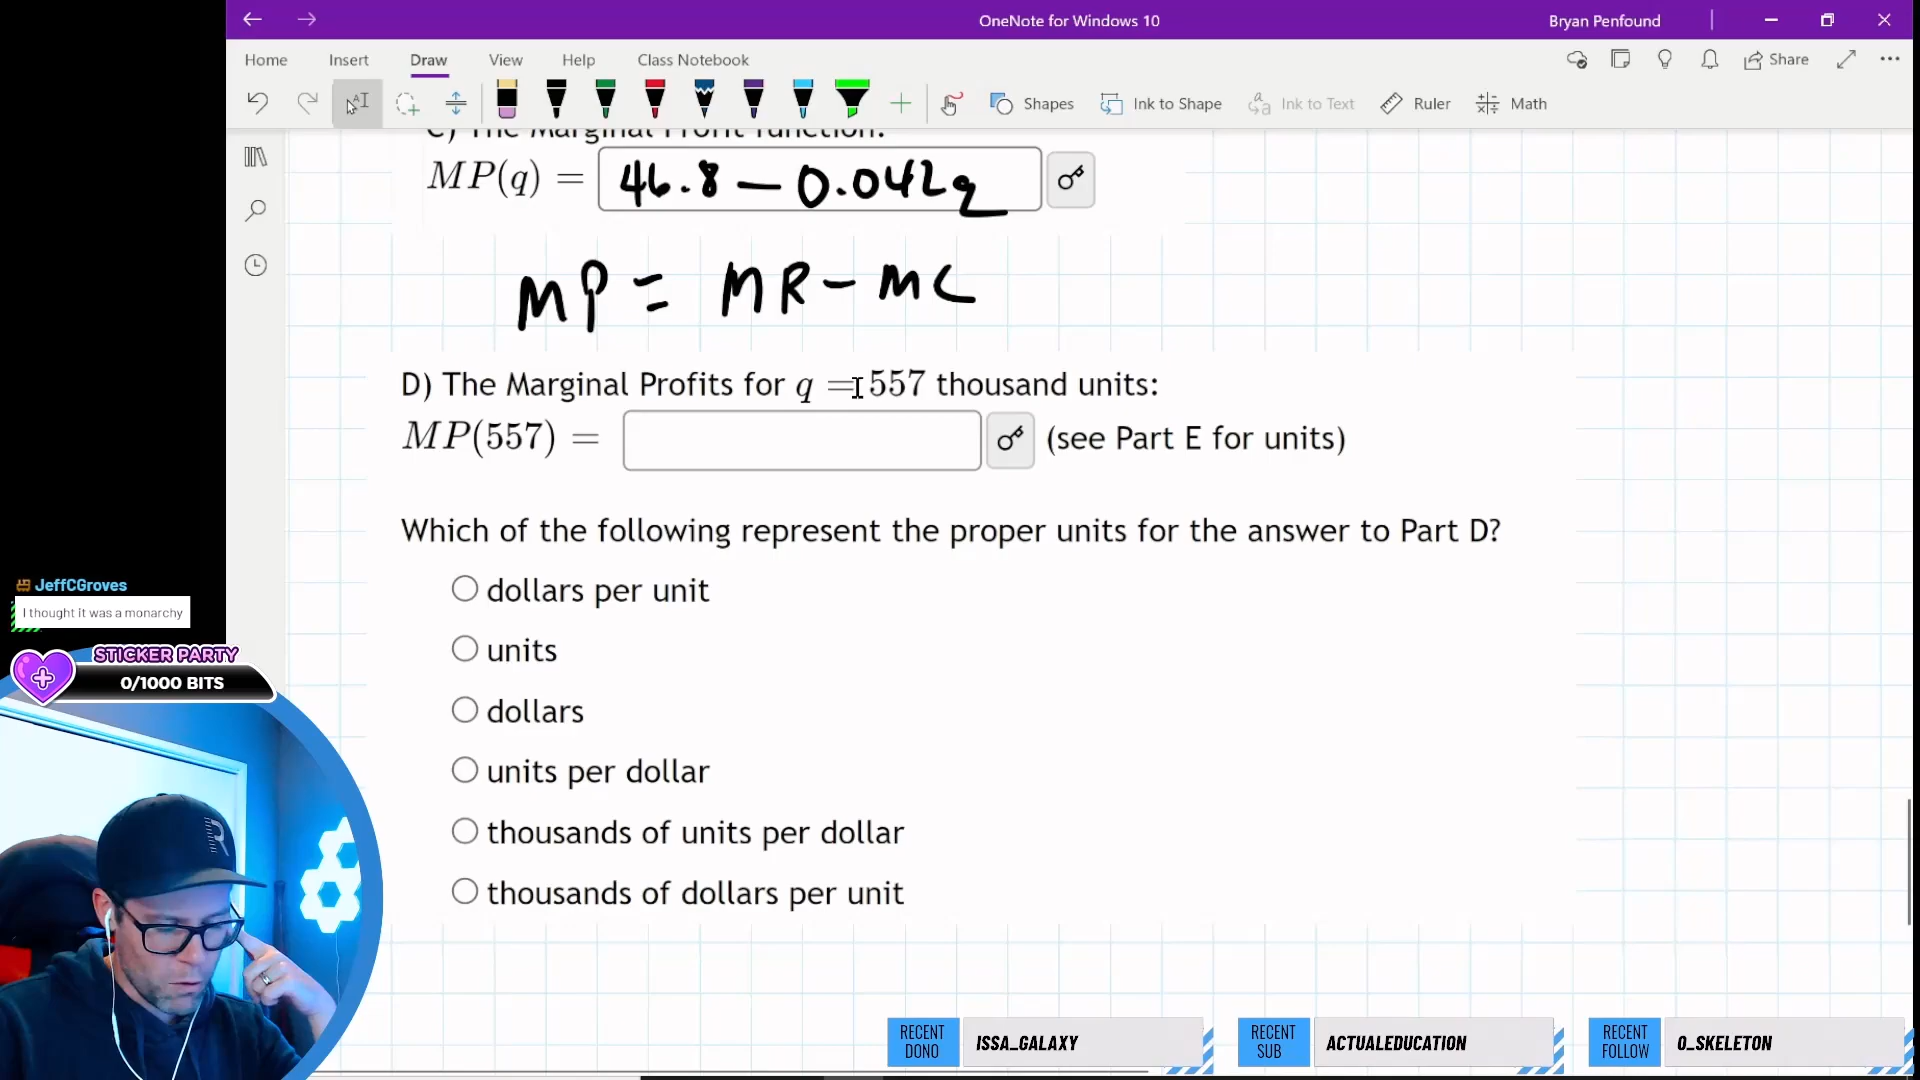 OneNote for Windows 10
Bryan Penfound
Home Insert Draw View Help Class Notebook
Share
Shapes Ink to Shape Ink to Text Ruler Math
C) The Marginal Profit function:
MP(q) = 46.8 - 0.042q
MP = MR - MC
D) The Marginal Profits for q = 557 thousand units:
MP(557) = (see Part E for units)
Which of the following represent the proper units for the answer to Part D?
dollars per unit
units
dollars
units per dollar
thousands of units per dollar
thousands of dollars per unit
JeffCGroves
I thought it was a monarchy
STICKER PARTY
0/1000 BITS
R
RECENT DONO ISSA_GALAXY
RECENT SUB ACTUALEDUCATION
RECENT FOLLOW O_SKELETON